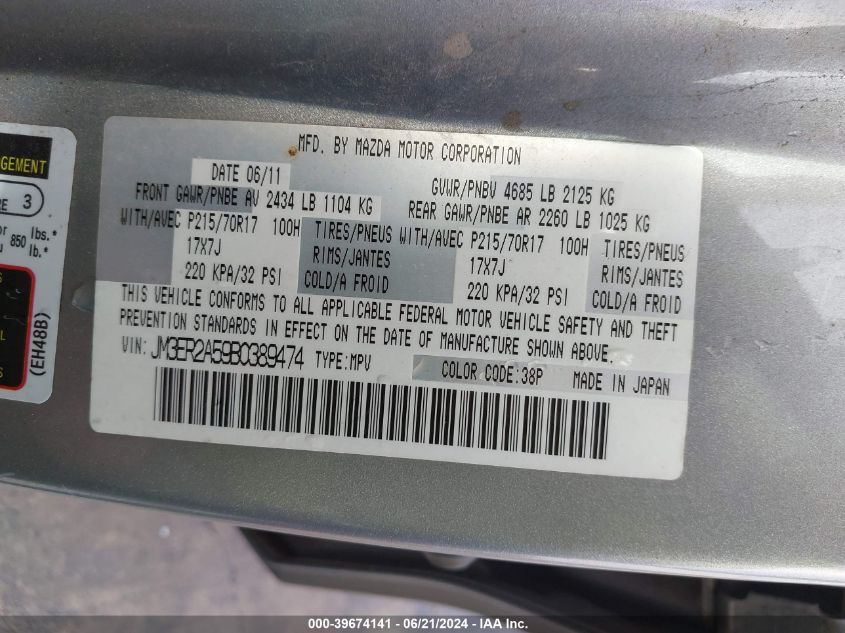 GEMENT
3
lbs.*
850 lb.*
(EH48B)
MFD. BY MAZDA MOTOR CORPORATION
DATE 06/11
GVWR/PNBV 4685 LB 2125 KG
FRONT GAWR/PNBE AV 2434 LB 1104 KG
REAR GAWR/PNBE AR 2260 LB 1025 KG
WITH/AVEC P215/70R17 100H TIRES/PNEUS WITH/AVEC P215/70R17 100H TIRES/PNEUS
17X7J RIMS/JANTES 17X7J RIMS/JANTES
220 KPA/32 PSI COLD/A FROID 220 KPA/32 PSI COLD/A FROID
THIS VEHICLE CONFORMS TO ALL APPLICABLE FEDERAL MOTOR VEHICLE SAFETY AND THEFT
PREVENTION STANDARDS IN EFFECT ON THE DATE OF MANUFACTURE SHOWN ABOVE.
VIN: JM3ER2A59B0389474 TYPE:MPV
COLOR CODE:38P MADE IN JAPAN
000-39674141 - 06/21/2024 - IAA Inc.